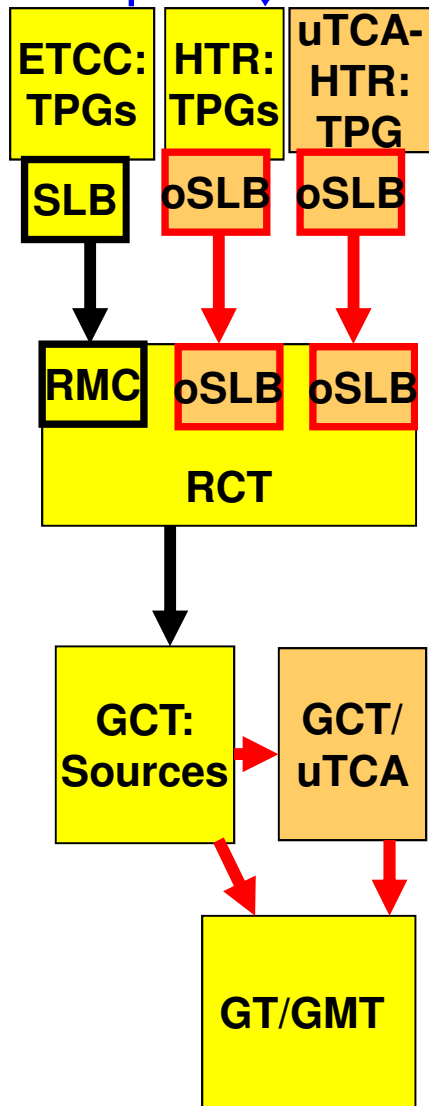 ETCC:
TPGs
HTR:
TPGs
uTCA-
HTR:
TPG
SLB
oSLB
oSLB
RMC
oSLB
oSLB
RCT
GCT:
Sources
GCT/
uTCA
GT/GMT